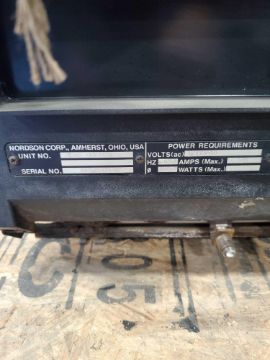 NORDSON CORP., AMHERST, OHIO, USA
UNIT NO.
SERIAL NO.
POWER REQUIREMENTS
VOLTS(ac)
HZ AMPS (Max.)
Ø WATTS (Max.)
C
05